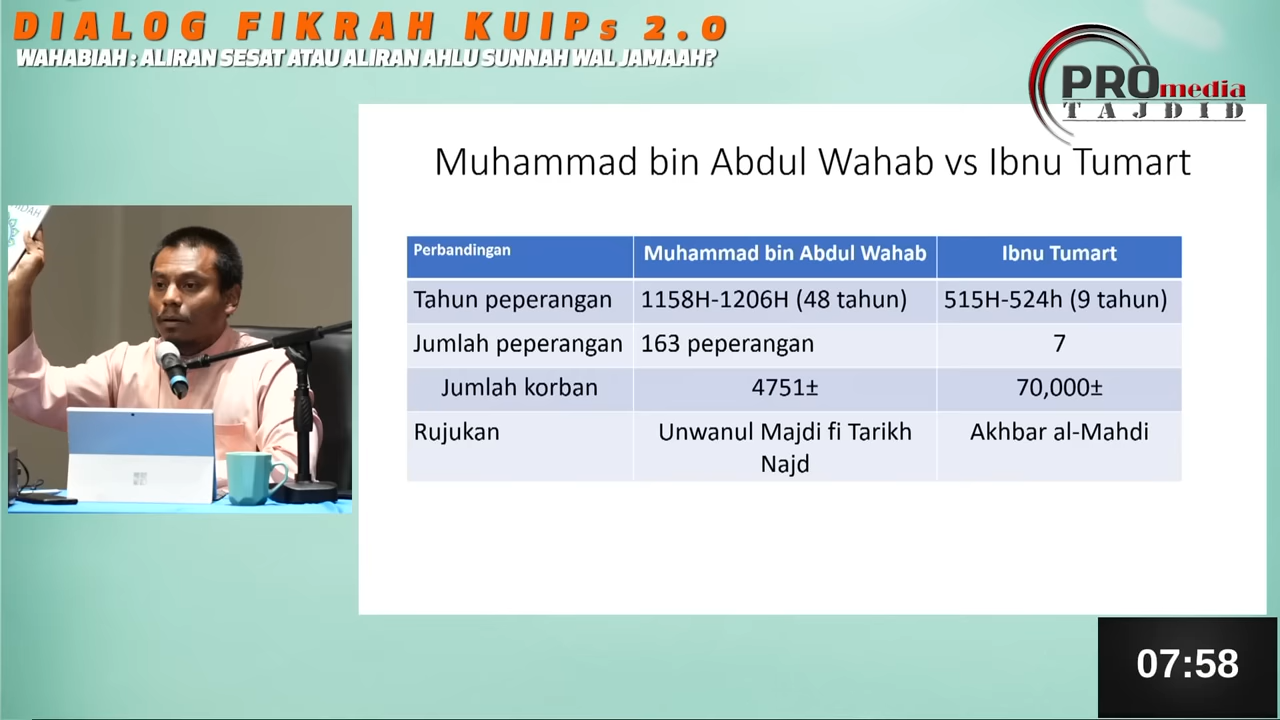 DIALOG FIKRAH KUIPs 2.0
WAHABIAH : ALIRAN SESAT ATAU ALIRAN AHLU SUNNAH WAL JAMAAH?
PROmedia
TAJDID
Muhammad bin Abdul Wahab vs Ibnu Tumart
Perbandingan Muhammad bin Abdul Wahab Ibnu Tumart
Tahun peperangan 1158H-1206H (48 tahun) 515H-524h (9 tahun)
Jumlah peperangan 163 peperangan 7
Jumlah korban 4751± 70,000±
Rujukan Unwanul Majdi fi Tarikh Akhbar al-Mahdi
Najd
07:58